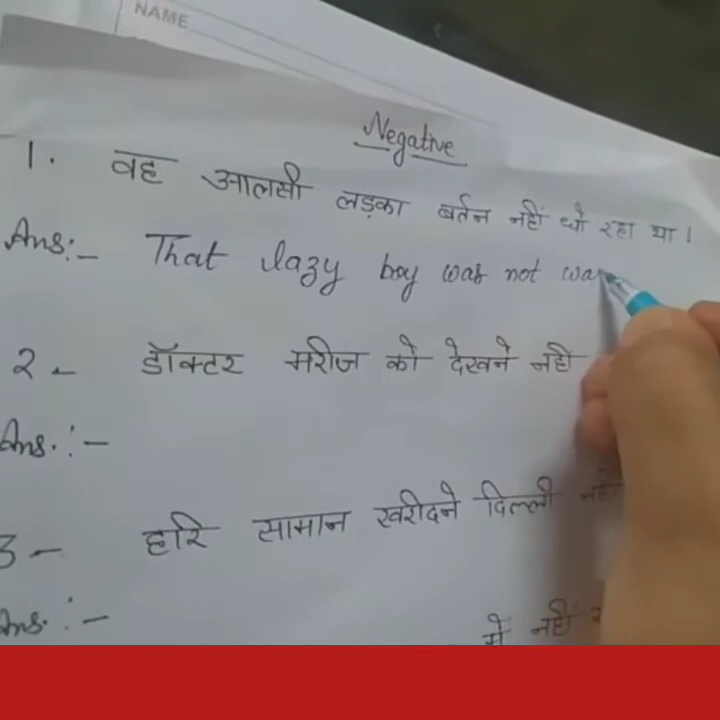 NAME
Negative
1. वह आलसी लड़का बर्तन नहीं धो रहा था।
Ans:- That lazy boy was not wa
2- डॉक्टर मरीज को देखने नही
Ans.:-
3- हरि सामान खरीदने दिल्ली नही
Ans.:-
में नहीं